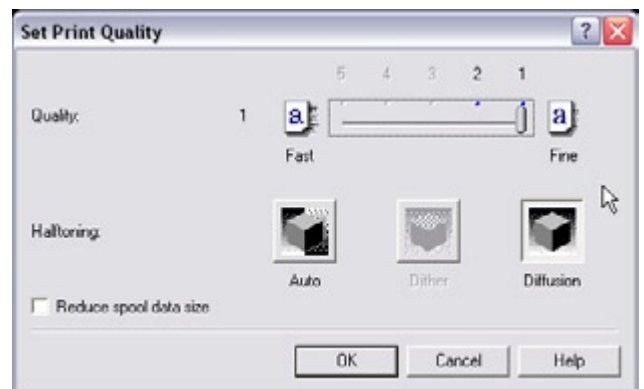 Set Print Quality
5 4 3 2 1
Quality: 1 a a
Fast Fine
Halftoning:
Auto Dither Diffusion
Reduce spool data size
OK Cancel Help